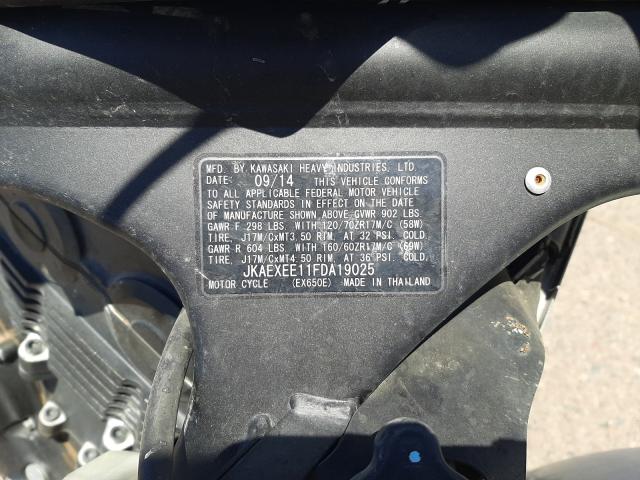 MFD. BY KAWASAKI HEAVY INDUSTRIES, LTD.
DATE: 09/14 THIS VEHICLE CONFORMS
TO ALL APPLICABLE FEDERAL MOTOR VEHICLE
SAFETY STANDARDS IN EFFECT ON THE DATE
OF MANUFACTURE SHOWN ABOVE. GVWR 902 LBS.
GAWR F 298 LBS. WITH 120/70ZR17M/C (58W)
TIRE, J17M/CxMT3.50 RIM, AT 32 PSI. COLD.
GAWR R 604 LBS. WITH 160/60ZR17M/C (69W)
TIRE, J17M/CxMT4.50 RIM, AT 36 PSI. COLD.
JKAEXEE11FDA19025
MOTOR CYCLE (EX650E) MADE IN THAILAND